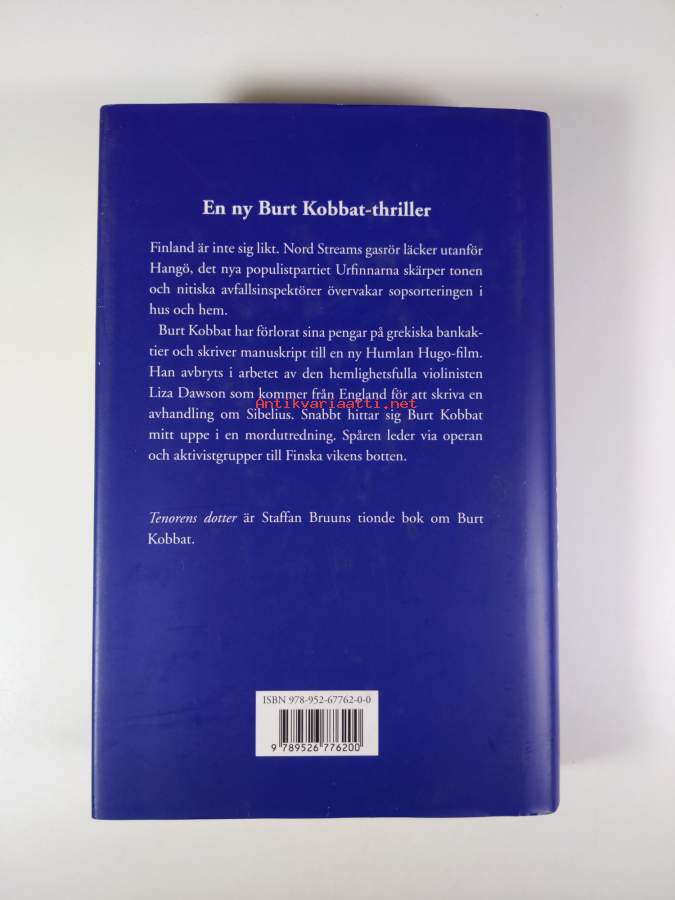 En ny Burt Kobbat-thriller
Finland är inte sig likt. Nord Streams gasrör läcker utanför
Hangö, det nya populistpartiet Urfinnarna skärper tonen
och nitiska avfallsinspektörer övervakar sopsorteringen i
hus och hem.
Burt Kobbat har förlorat sina pengar på grekiska bankak-
tier och skriver manuskript till en ny Humlan Hugo-film.
Han avbryts i arbetet av den hemlighetsfulla violinisten
Liza Dawson som kommer från England för att skriva en
Antikvariaatti.net
avhandling om Sibelius. Snabbt hittar sig Burt Kobbat
mitt uppe i en mordutredning. Spåren leder via operan
och aktivistgrupper till Finska vikens botten.
Tenorens dotter är Staffan Bruuns tionde bok om Burt
Kobbat.
ISBN 978-952-67762-0-0
9 789526 776200